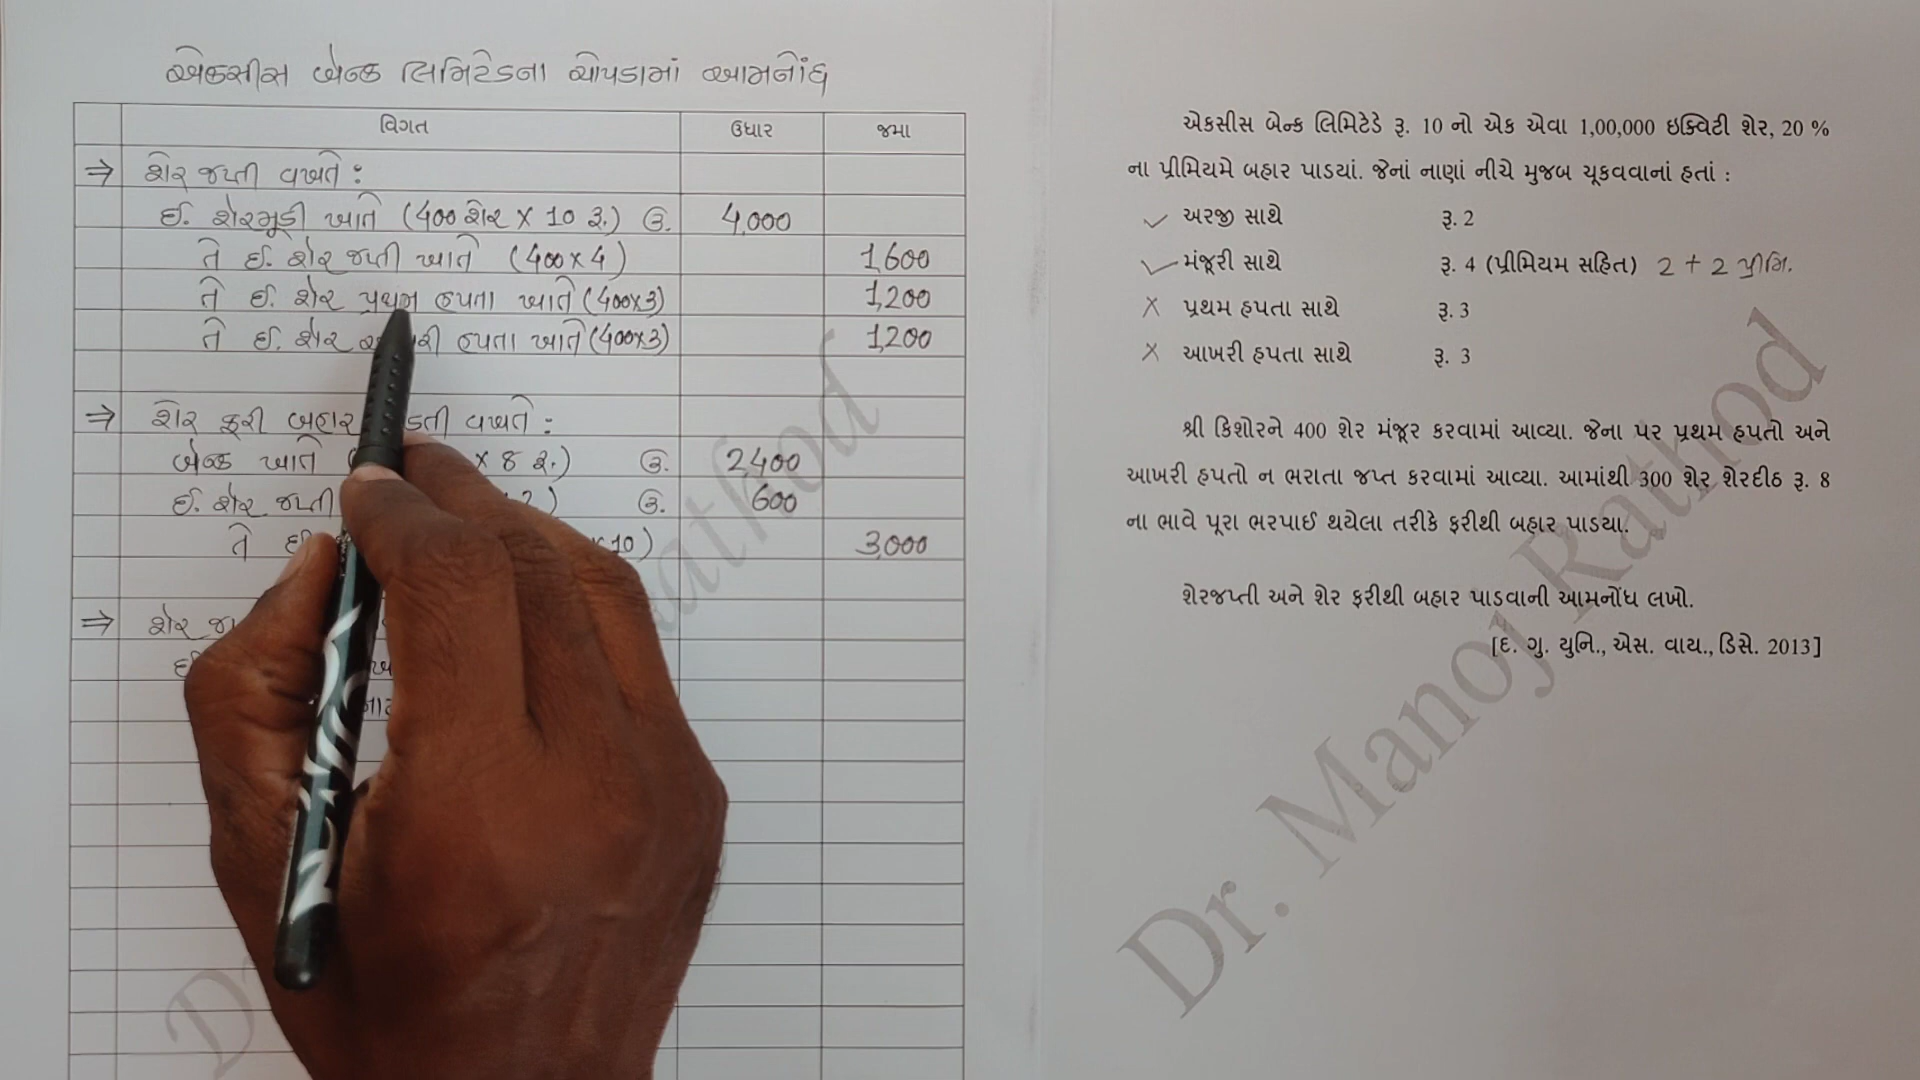 એકસીસ બેન્ક લિમિટેડના ચોપડામાં આમનોંધ
વિગત ઉધાર જમા
⇒ શેર જપ્તી વખતે :
ઈ. શેરમૂડી ખાતે (400 શેર × 10 રૂ.) ઉ. 4,000
તે ઈ. શેર જપ્તી ખાતે (400×4) 1,600
તે ઈ. શેર પ્રથમ હપતા ખાતે (400×3) 1,200
તે ઈ. શેર હપતા ખાતે (400×3) 1,200
⇒ શેર ફરી બહાર વખતે :
બેન્ક ખાતે × 8 રૂ.) ઉ. 2,400
ઈ. શેર જપ્તી ઉ. 600
તે 10) 3,000
⇒ શેર
એકસીસ બેન્ક લિમિટેડે રૂ. 10 નો એક એવા 1,00,000 ઇક્વિટી શેર, 20 %
ના પ્રીમિયમે બહાર પાડયાં. જેનાં નાણાં નીચે મુજબ ચૂકવવાનાં હતાં :
✓ અરજી સાથે રૂ. 2
✓ મંજૂરી સાથે રૂ. 4 (પ્રીમિયમ સહિત) 2 + 2 પ્રીમિ.
× પ્રથમ હપતા સાથે રૂ. 3
× આખરી હપતા સાથે રૂ. 3
શ્રી કિશોરને 400 શેર મંજૂર કરવામાં આવ્યા. જેના પર પ્રથમ હપતો અને
આખરી હપતો ન ભરાતા જપ્ત કરવામાં આવ્યા. આમાંથી 300 શેર શેરદીઠ રૂ. 8
ના ભાવે પૂરા ભરપાઈ થયેલા તરીકે ફરીથી બહાર પાડયા.
શેરજપ્તી અને શેર ફરીથી બહાર પાડવાની આમનોંધ લખો.
[દ. ગુ. યુનિ., એસ. વાય., ડિસે. 2013]
Dr. Manoj Rathod